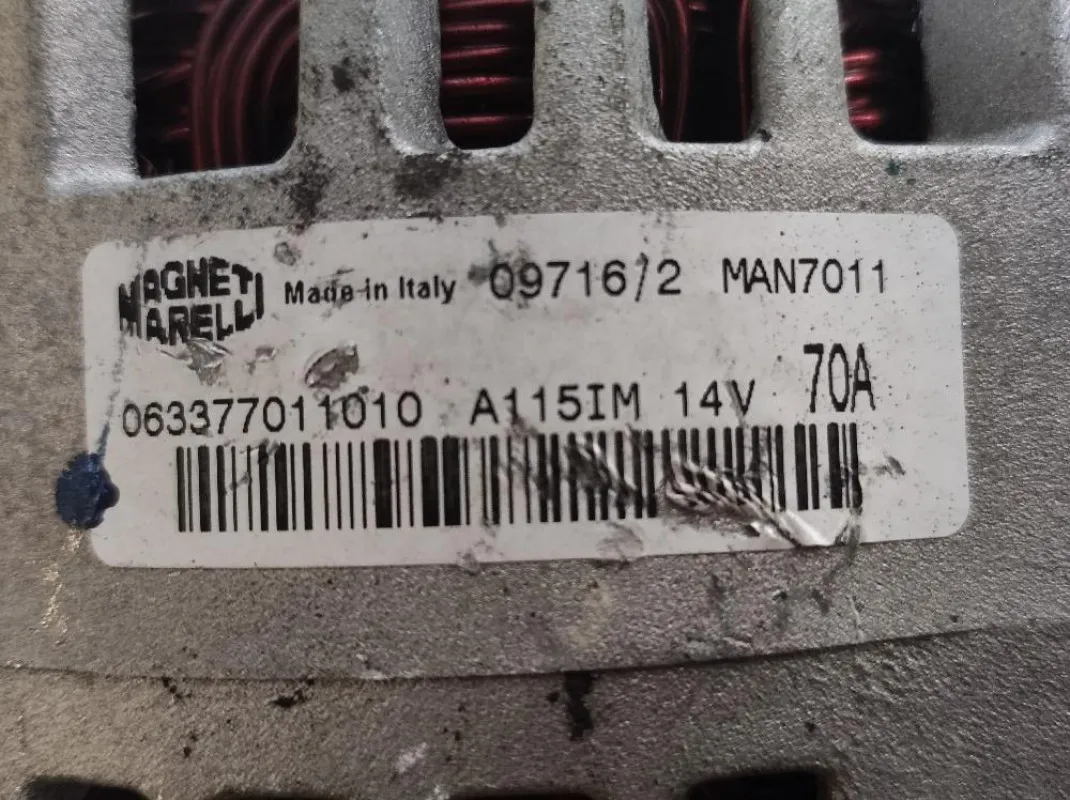 MAGNETI
MARELLI
Made in Italy 09716/2 MAN7011
70A
063377011010 A115IM 14V